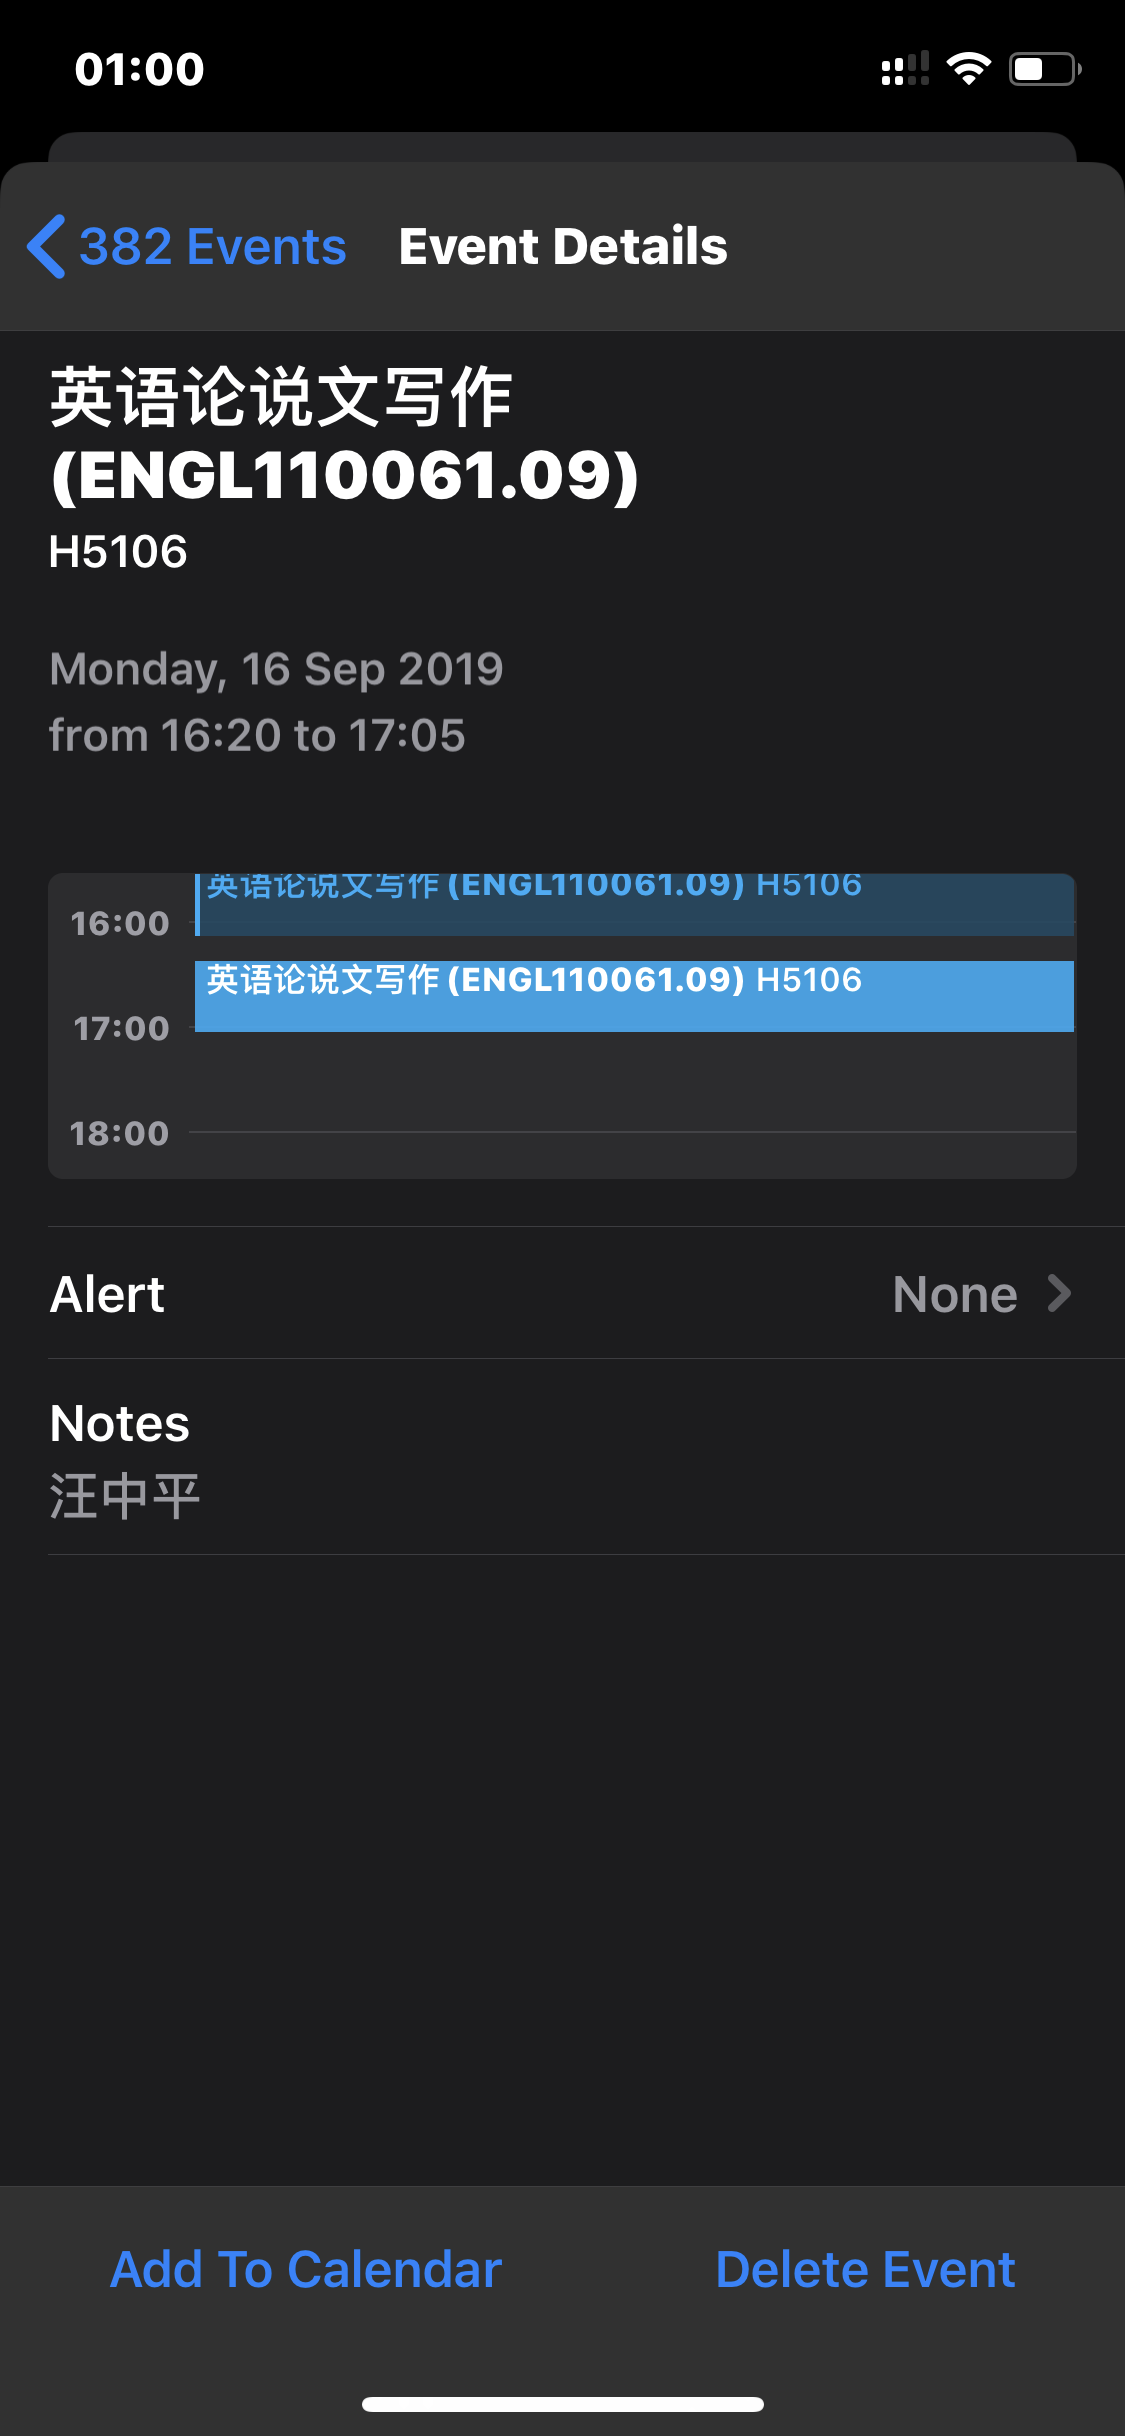 01:00
382 Events
Event Details
英语论说文写作
(ENGL110061.09)
H5106
Monday, 16 Sep 2019
from 16:20 to 17:05
英语论说文写作 (ENGL110061.09) H5106
16:00
英语论说文写作 (ENGL110061.09) H5106
17:00
18:00
Alert
None
Notes
汪中平
Add To Calendar
Delete Event